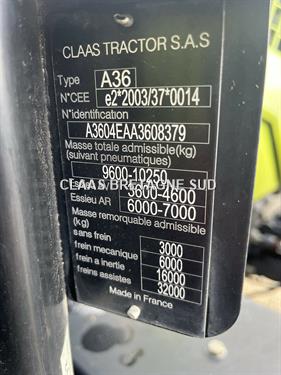 CLAAS TRACTOR S.A.S
Type A36
N°CEE e2*2003/37*0014
N°identification
A3604EAA3608379
Masse totale admissible(kg)
(suivant pneumatiques)
9600-10250
CLAAS BRETAGNE SUD
3600-4600
Essieu AR 6000-7000
Masse remorquable admissible
(kg)
sans frein 3000
frein mecanique 6000
frein a inertie 16000
freins assistes 32000
Made in France